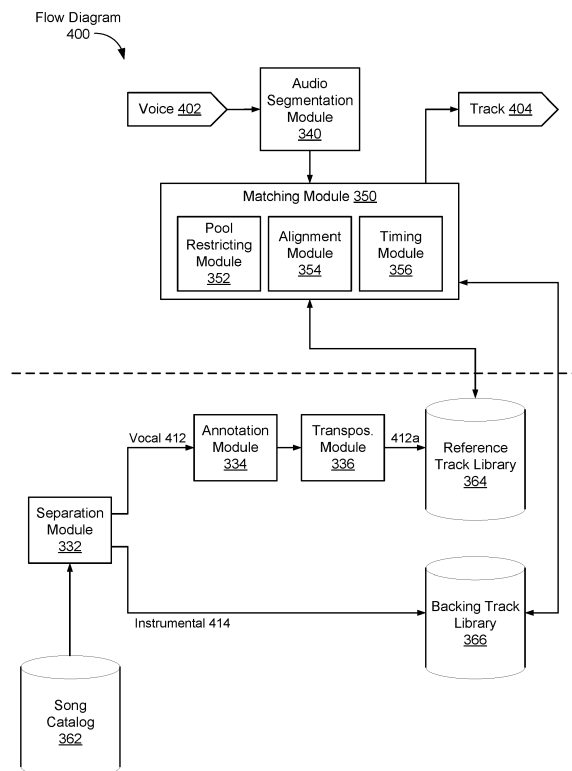 Flow Diagram
400
Voice 402
Audio
Segmentation
Module
340
Track 404
Matching Module 350
Pool
Restricting
Module
352
Alignment
Module
354
Timing
Module
356
Vocal 412
Annotation
Module
334
Transpos.
Module
336
412a
Reference
Track Library
364
Separation
Module
332
Instrumental 414
Backing Track
Library
366
Song
Catalog
362